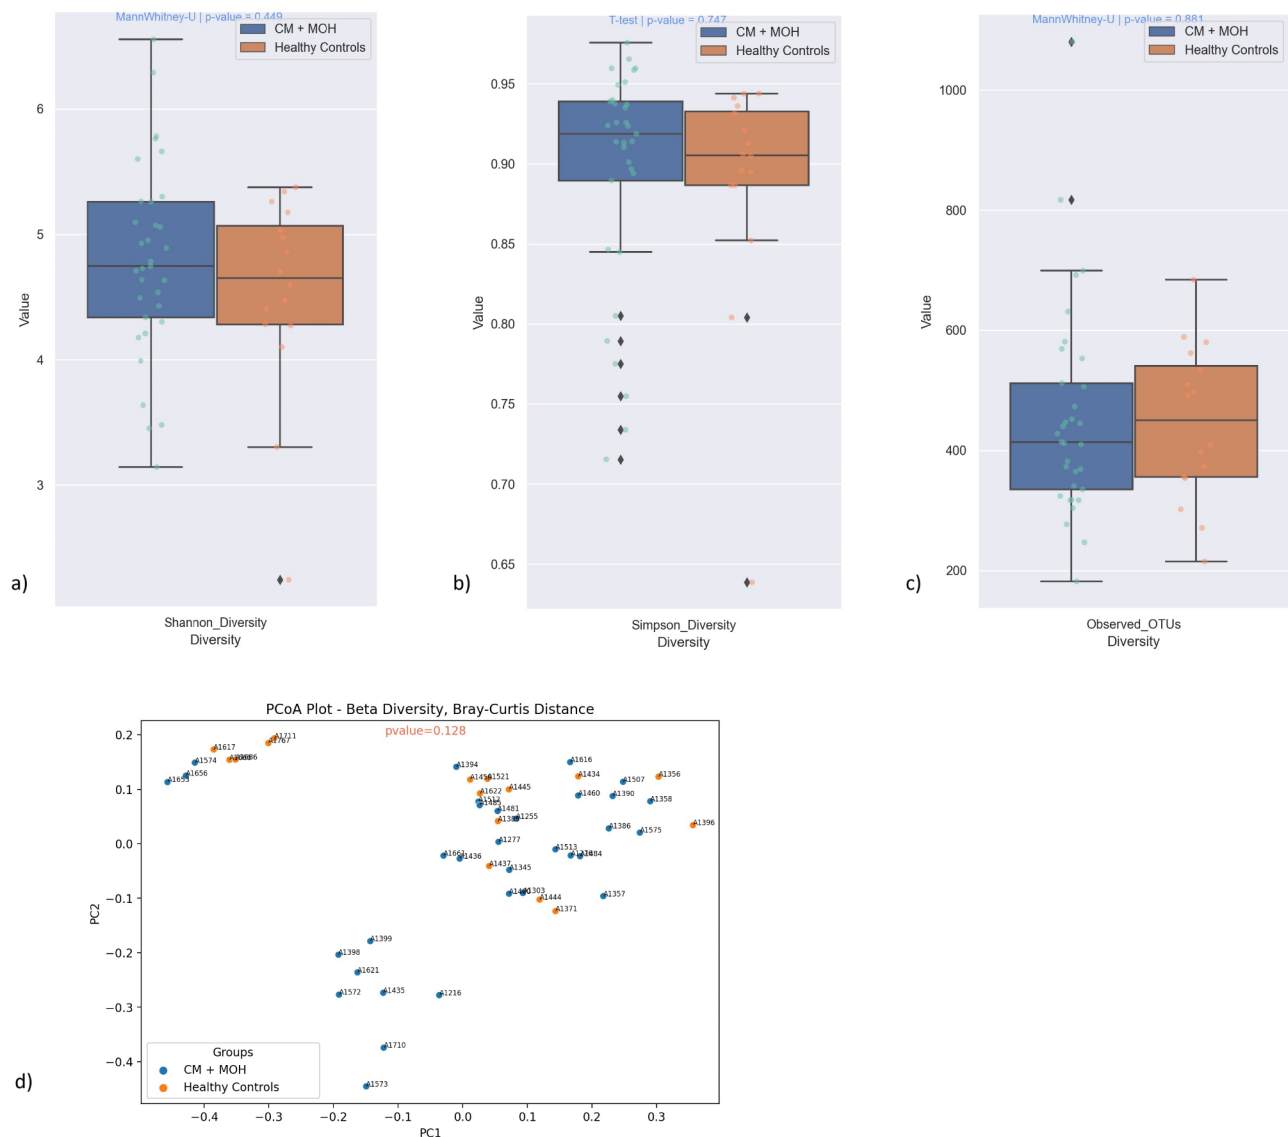 MannWhitney-U | p-value = 0.449
CM + MOH
Healthy Controls
6
5
4
3
Value
a)
Shannon_Diversity
Diversity
T-test | p-value = 0.747
CM + MOH
Healthy Controls
0.95
0.90
0.85
0.80
0.75
0.70
0.65
Value
b)
Simpson_Diversity
Diversity
MannWhitney-U | p-value = 0.881
CM + MOH
Healthy Controls
1000
800
600
400
200
Value
c)
Observed_OTUs
Diversity
PCoA Plot - Beta Diversity, Bray-Curtis Distance
pvalue=0.128
0.2
0.1
0.0
−0.1
−0.2
−0.3
−0.4
PC2
A1711
A1767
A1617
A1574
A1656
A1653
A1394
A1521
A1445
A1622
A1512
A1485
A1481
A1255
A1277
A1661
A1436
A1437
A1345
A1303
A1444
A1371
A1616
A1434
A1460
A1507
A1390
A1358
A1356
A1396
A1386
A1575
A1513
A1484
A1357
A1399
A1398
A1621
A1572
A1435
A1216
A1710
A1573
Groups
CM + MOH
Healthy Controls
d)
−0.4
−0.3
−0.2
−0.1
0.0
0.1
0.2
0.3
PC1